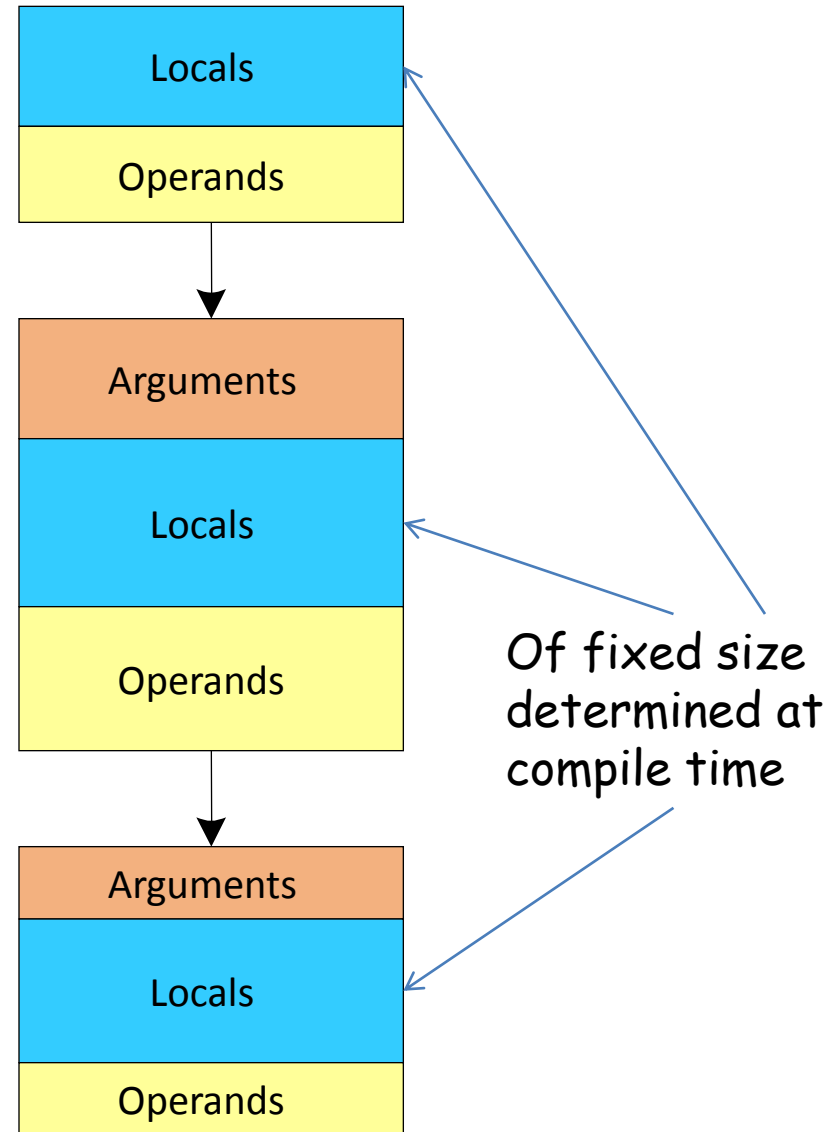 Locals
Operands
Arguments
Locals
Operands
Of fixed size
determined at
compile time
Arguments
Locals
Operands